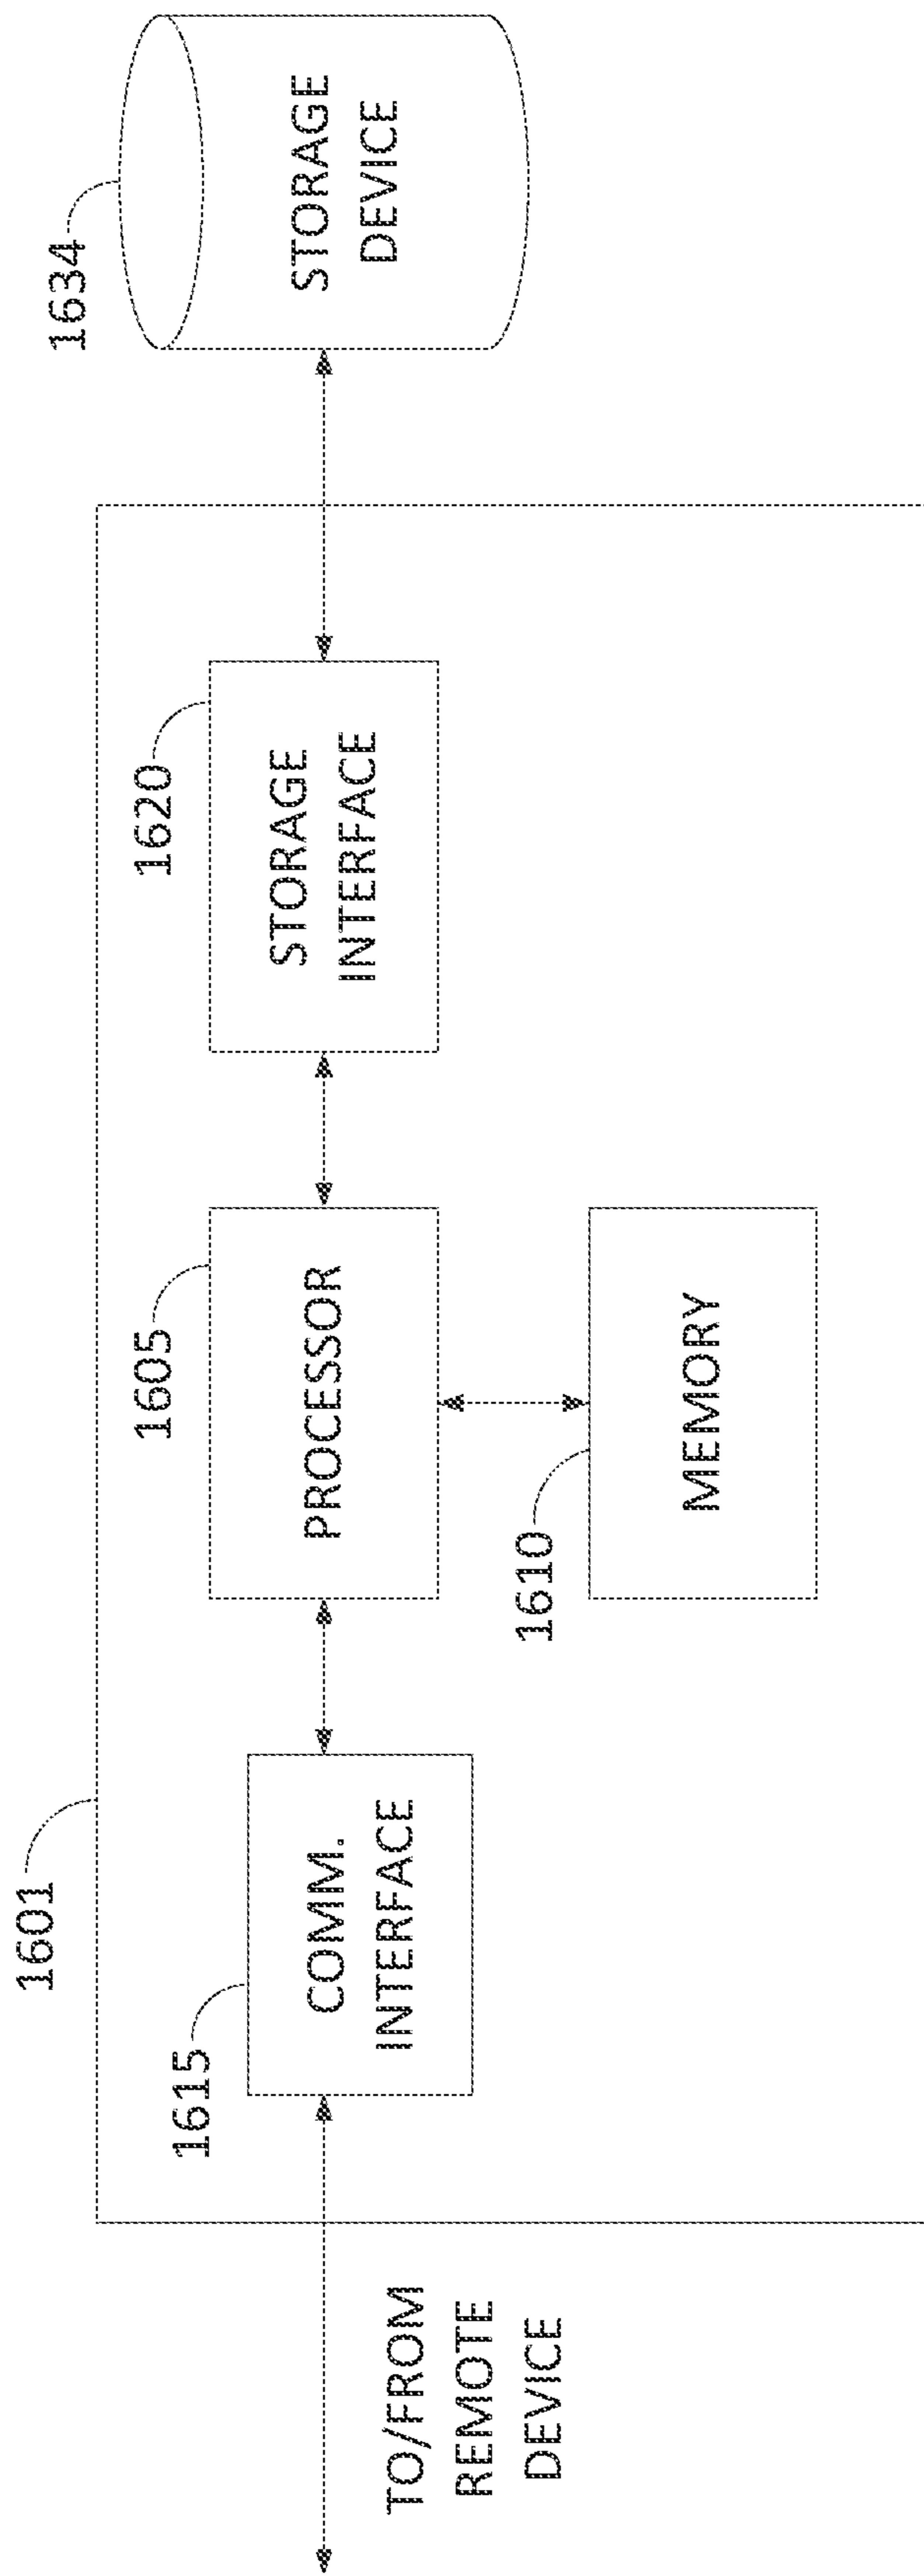 1601
1615
COMM.
INTERFACE
TO/FROM
REMOTE
DEVICE
1605
PROCESSOR
1610
MEMORY
1620
STORAGE
INTERFACE
1634
STORAGE
DEVICE